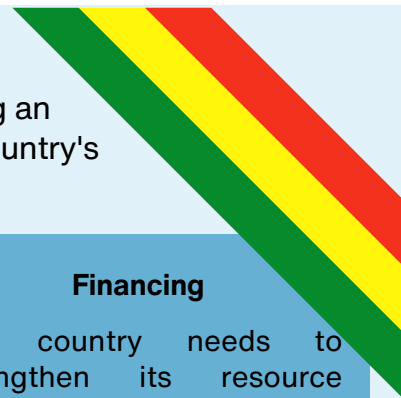 g an
untry's
Financing
country needs to
ngthen its resource